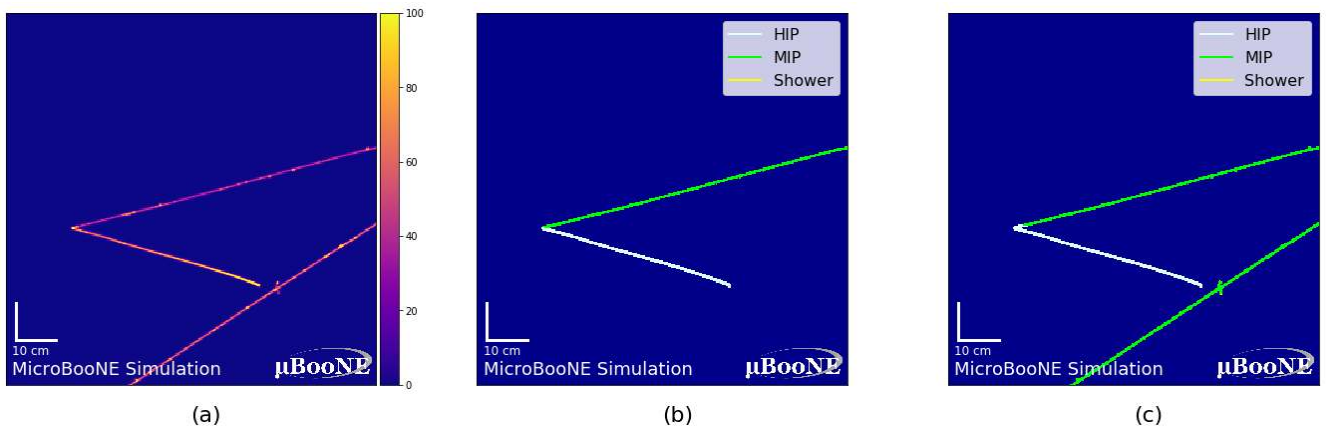 100
80
60
40
20
0
10 cm
MicroBooNE Simulation
μBooNE
(a)
HIP
MIP
Shower
10 cm
MicroBooNE Simulation
μBooNE
(b)
HIP
MIP
Shower
10 cm
MicroBooNE Simulation
μBooNE
(c)